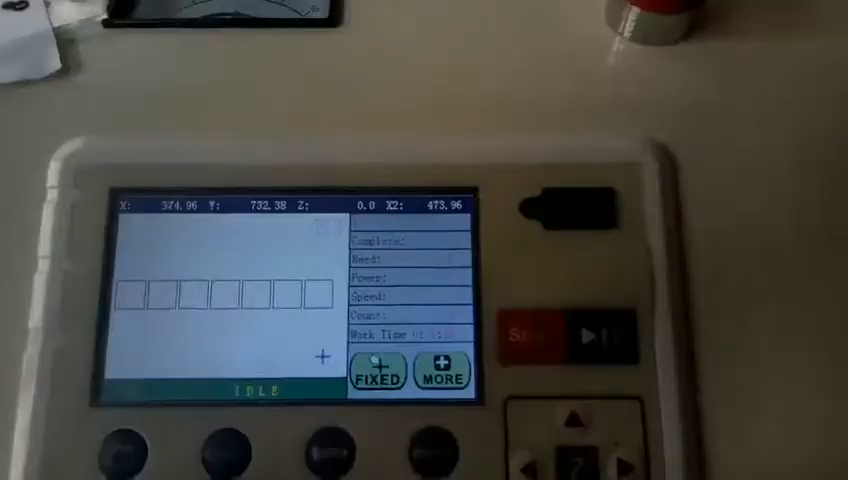 X: 374.96 Y: 732.38 Z: 0.0 X2: 473.96
Complete:
Need:
Power:
Speed:
Count:
Work Time
FIXED MORE
IDLE
Z